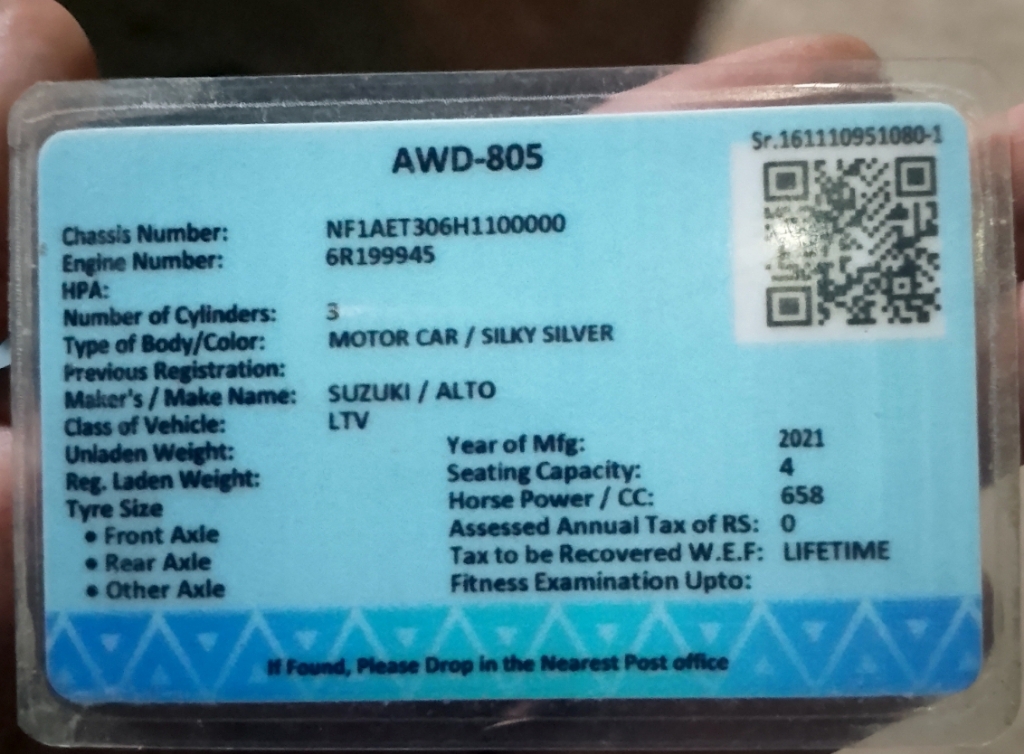 Sr.161110951080-1
AWD-805
Chassis Number: NF1AET306H1100000
Engine Number: 6R199945
HPA:
Number of Cylinders: 3
Type of Body/Color: MOTOR CAR / SILKY SILVER
Previous Registration:
Maker's / Make Name: SUZUKI / ALTO
Class of Vehicle: LTV
Unladen Weight: Year of Mfg: 2021
Reg. Laden Weight: Seating Capacity: 4
Tyre Size Horse Power / CC: 658
• Front Axle Assessed Annual Tax of RS: 0
• Rear Axle Tax to be Recovered W.E.F: LIFETIME
• Other Axle Fitness Examination Upto:
If Found, Please Drop in the Nearest Post office